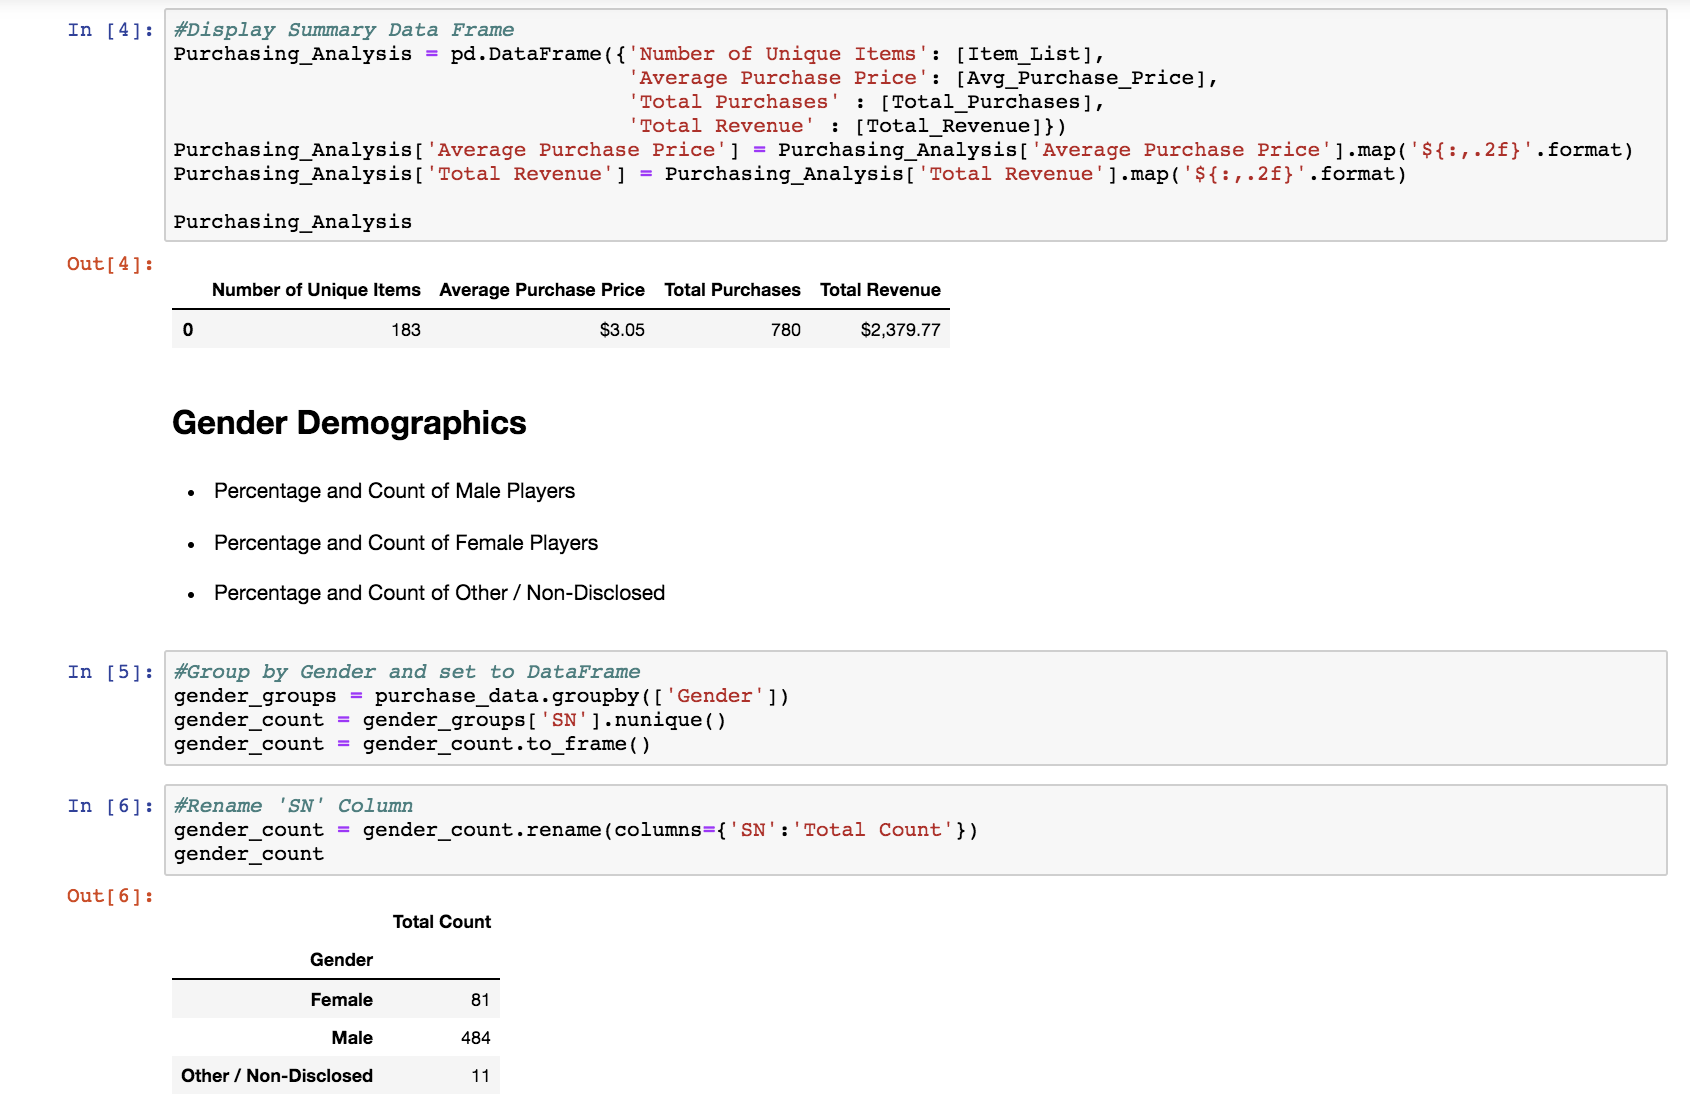 In [4]: #Display Summary Data Frame
Purchasing_Analysis = pd.DataFrame({'Number of Unique Items': [Item_List],
'Average Purchase Price': [Avg_Purchase_Price],
'Total Purchases' : [Total_Purchases],
'Total Revenue' : [Total_Revenue]})
Purchasing_Analysis['Average Purchase Price'] = Purchasing_Analysis['Average Purchase Price'].map('${:,.2f}'.format)
Purchasing_Analysis['Total Revenue'] = Purchasing_Analysis['Total Revenue'].map('${:,.2f}'.format)
Purchasing_Analysis
Out[4]:
Number of Unique Items Average Purchase Price Total Purchases Total Revenue
0 183 $3.05 780 $2,379.77
Gender Demographics
• Percentage and Count of Male Players
• Percentage and Count of Female Players
• Percentage and Count of Other / Non-Disclosed
In [5]: #Group by Gender and set to DataFrame
gender_groups = purchase_data.groupby(['Gender'])
gender_count = gender_groups['SN'].nunique()
gender_count = gender_count.to_frame()
In [6]: #Rename 'SN' Column
gender_count = gender_count.rename(columns={'SN':'Total Count'})
gender_count
Out[6]:
Total Count
Gender
Female 81
Male 484
Other / Non-Disclosed 11